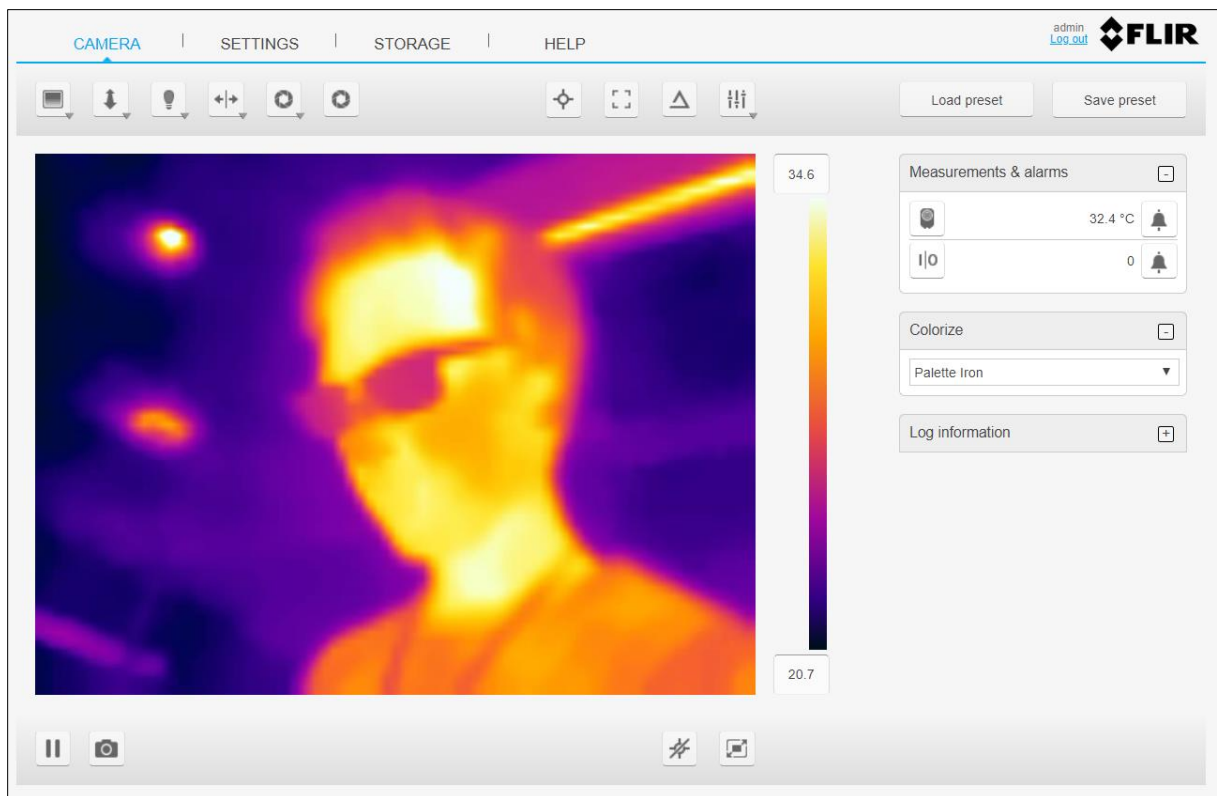 CAMERA | SETTINGS | STORAGE | HELP
admin
Log out
FLIR
Load preset
Save preset
34.6
20.7
Measurements & alarms -
32.4 °C
I|O 0
Colorize -
Palette Iron
Log information +